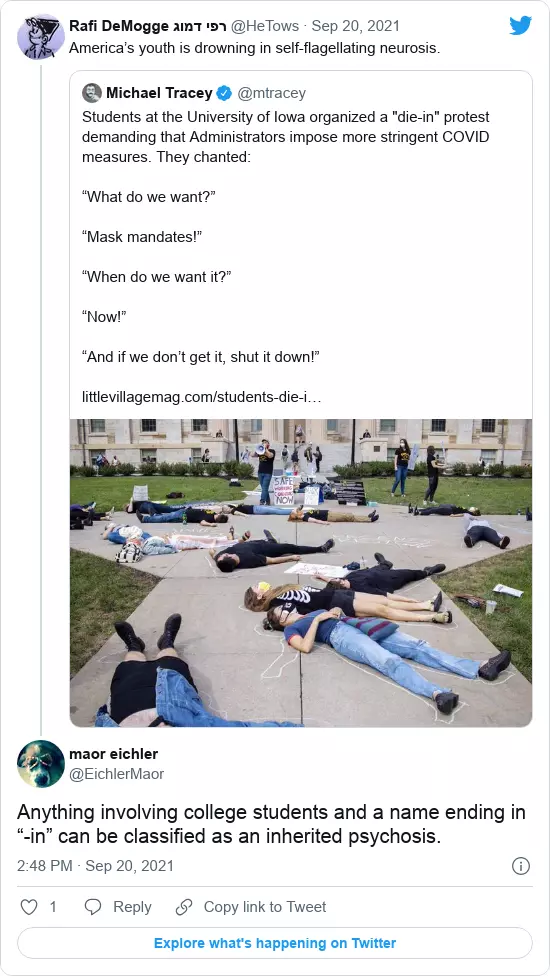 Rafi DeMogge רפי דמוג @HeTows · Sep 20, 2021
America’s youth is drowning in self-flagellating neurosis.
Michael Tracey @mtracey
Students at the University of Iowa organized a "die-in" protest
demanding that Administrators impose more stringent COVID
measures. They chanted:
“What do we want?”
“Mask mandates!”
“When do we want it?”
“Now!”
“And if we don’t get it, shut it down!”
littlevillagemag.com/students-die-i…
SAFE
WORKING
NOW
maor eichler
@EichlerMaor
Anything involving college students and a name ending in
“-in” can be classified as an inherited psychosis.
2:48 PM · Sep 20, 2021
1 Reply Copy link to Tweet
Explore what's happening on Twitter